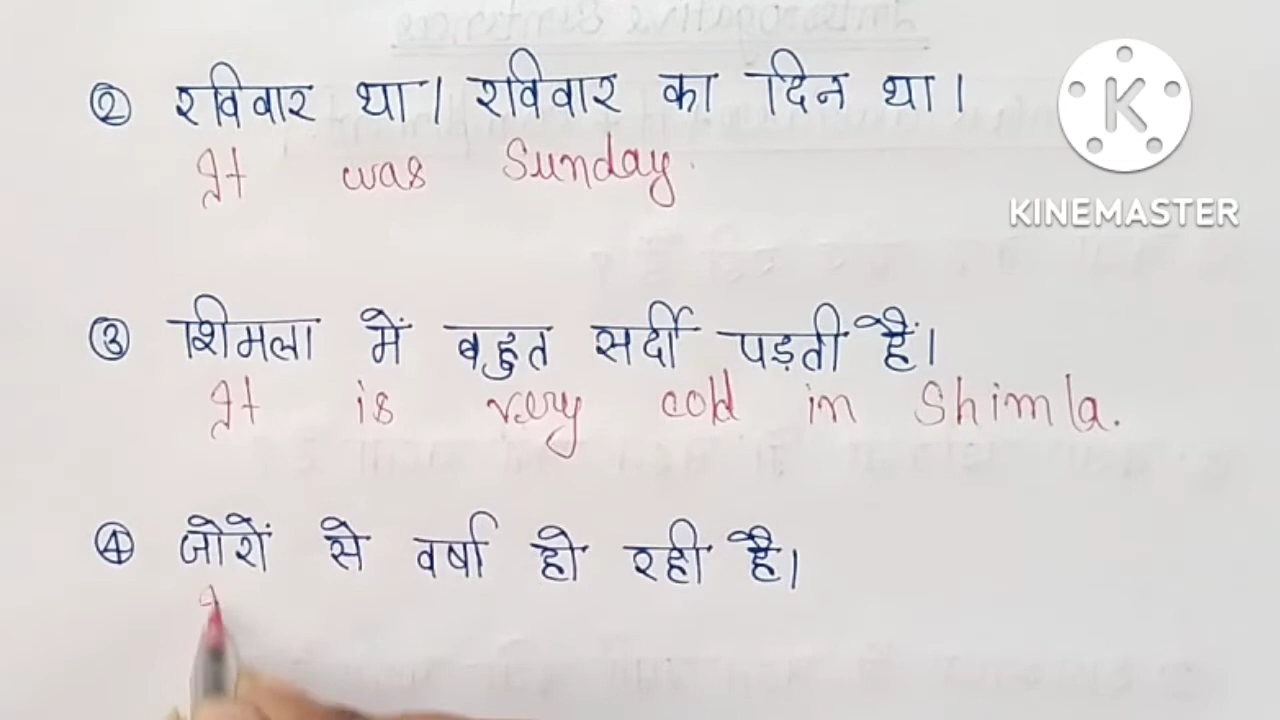 ② रविवार था। रविवार का दिन था।
It was Sunday.
③ शिमला में बहुत सर्दी पड़ती है।
It is very cold in Shimla.
④ जोरों से वर्षा हो रही है।
K
KINEMASTER